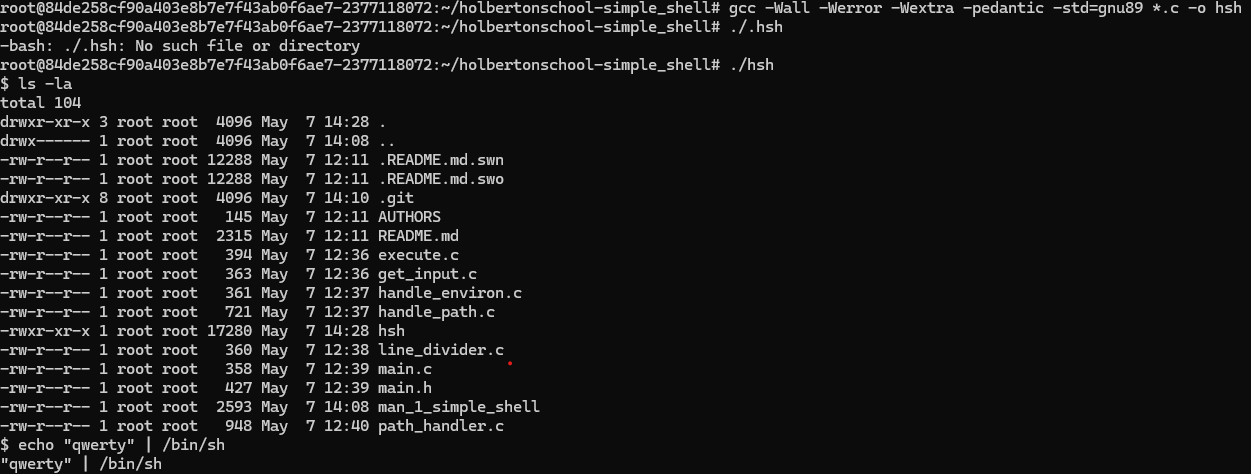 root@84de258cf90a403e8b7e7f43ab0f6ae7-2377118072:~/holbertonschool-simple_shell# gcc -Wall -Werror -Wextra -pedantic -std=gnu89 *.c -o hsh
root@84de258cf90a403e8b7e7f43ab0f6ae7-2377118072:~/holbertonschool-simple_shell# ./.hsh
-bash: ./.hsh: No such file or directory
root@84de258cf90a403e8b7e7f43ab0f6ae7-2377118072:~/holbertonschool-simple_shell# ./hsh
$ ls -la
total 104
drwxr-xr-x 3 root root  4096 May  7 14:28 .
drwx------ 1 root root  4096 May  7 14:08 ..
-rw-r--r-- 1 root root 12288 May  7 12:11 .README.md.swn
-rw-r--r-- 1 root root 12288 May  7 12:11 .README.md.swo
drwxr-xr-x 8 root root  4096 May  7 14:10 .git
-rw-r--r-- 1 root root   145 May  7 12:11 AUTHORS
-rw-r--r-- 1 root root  2315 May  7 12:11 README.md
-rw-r--r-- 1 root root   394 May  7 12:36 execute.c
-rw-r--r-- 1 root root   363 May  7 12:36 get_input.c
-rw-r--r-- 1 root root   361 May  7 12:37 handle_environ.c
-rw-r--r-- 1 root root   721 May  7 12:37 handle_path.c
-rwxr-xr-x 1 root root 17280 May  7 14:28 hsh
-rw-r--r-- 1 root root   360 May  7 12:38 line_divider.c
-rw-r--r-- 1 root root   358 May  7 12:39 main.c
-rw-r--r-- 1 root root   427 May  7 12:39 main.h
-rw-r--r-- 1 root root  2593 May  7 14:08 man_1_simple_shell
-rw-r--r-- 1 root root   948 May  7 12:40 path_handler.c
$ echo "qwerty" | /bin/sh
"qwerty" | /bin/sh